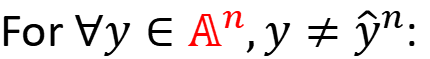 For ∀𝑦 ∈ 𝔸ⁿ, 𝑦 ≠ ŷⁿ: